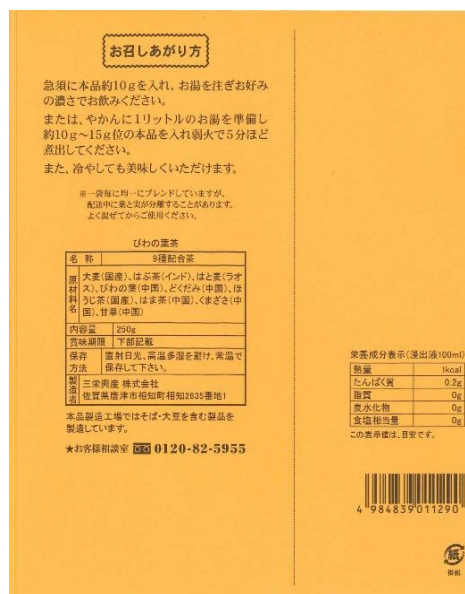 お召しあがり方
急須に本品約10gを入れ、お湯を注ぎお好み
の濃さでお飲みください。
または、やかんに1リットルのお湯を準備し
約10g～15g位の本品を入れ弱火で5分ほど
煮出してください。
また、冷やしても美味しくいただけます。
※一袋毎に均一にブレンドしていますが、
配送中に葉と実が分離することがあります。
よく混ぜてからご使用ください。
びわの葉茶
名 称 9種配合茶
原材料名 大麦(国産)、はぶ茶(インド)、はと麦(ラオ
ス)、びわの葉(中国)、どくだみ(中国)、ほ
うじ茶(国産)、はま茶(中国)、くまざさ(中
国)、甘草(中国)
内容量 250g
賞味期限 下部記載
保存方法 直射日光、高温多湿を避け、常温で
保存して下さい。
製造者 三栄興産 株式会社
佐賀県唐津市相知町相知2635番地1
本品製造工場ではそば・大豆を含む製品を
製造しています。
★お客様相談室 0120-82-5955
栄養成分表示(浸出液100ml)
熱量 1kcal
たんぱく質 0.2g
脂質 0g
炭水化物 0g
食塩相当量 0g
この表示値は、目安です。
4 984839 011290
紙